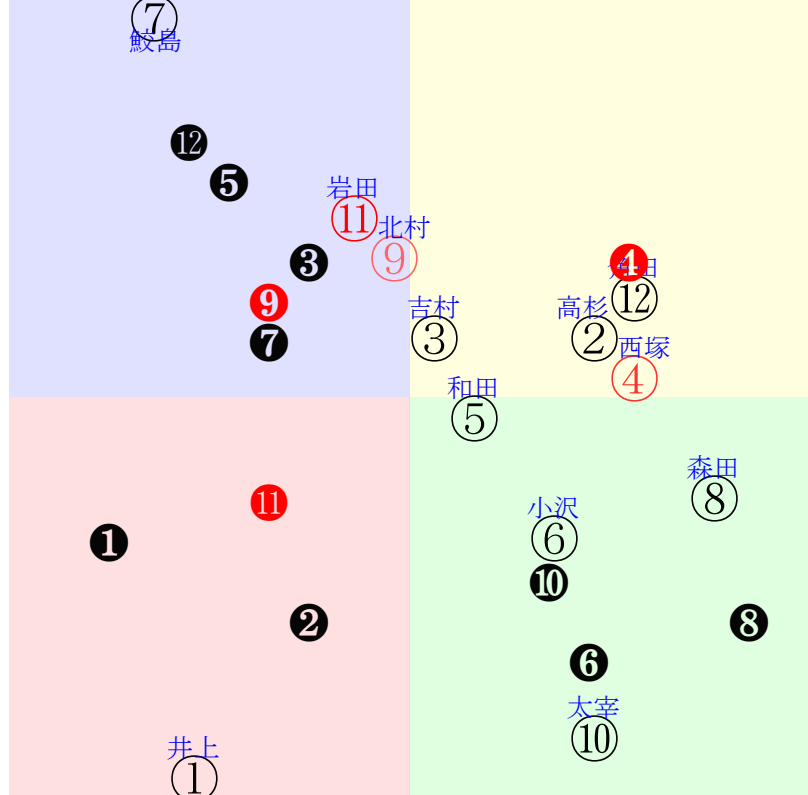 ⑦
鮫島
⓬
❺
岩田
⑪
北村
⑨
❸
❹
田
⑫
❾
吉村
③
高杉
②
❼
西塚
④
和田
⑤
森田
⑧
⓫
小沢
⑥
❶
❿
❷
❽
❻
太宰
⑩
井上
①